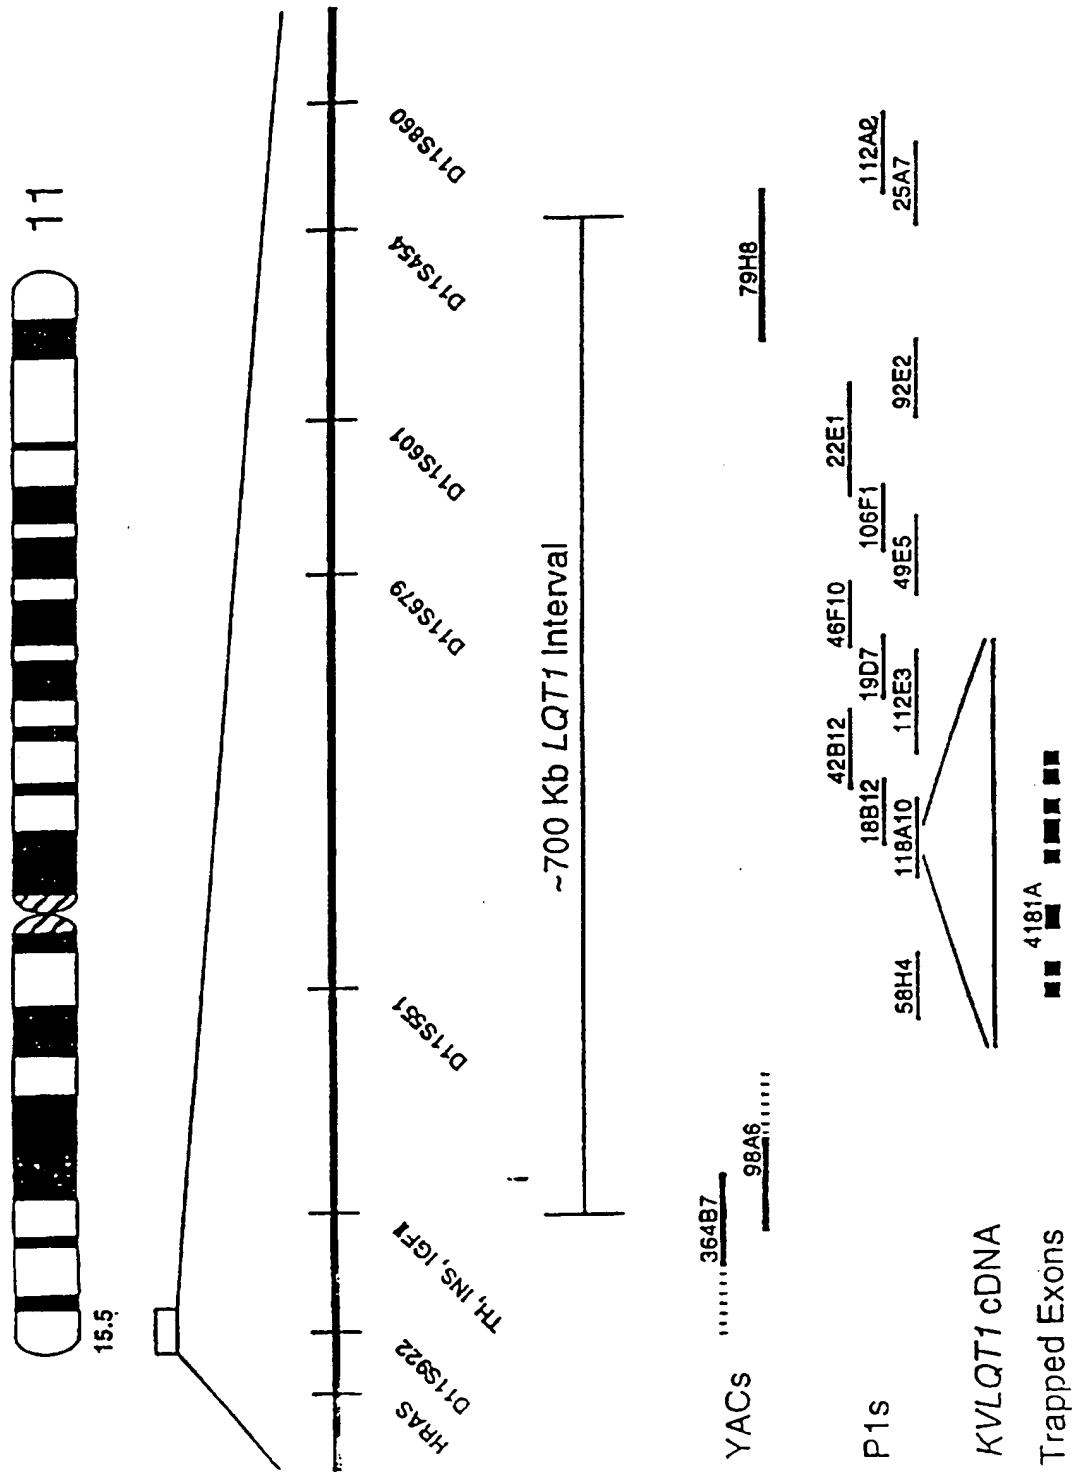 11
15.5
HRAS
D11S922
TH, INS, IGFII
D11S551
D11S679
D11S601
D11S454
D11S860
~700 Kb LQT1 Interval
YACs
364B7
98A6
79H8
P1s
58H4
118A10
18B12
42B12
112E3
19D7
46F10
49E5
106F1
22E1
92E2
25A7
112A2
KVLQT1 cDNA
Trapped Exons
4181A